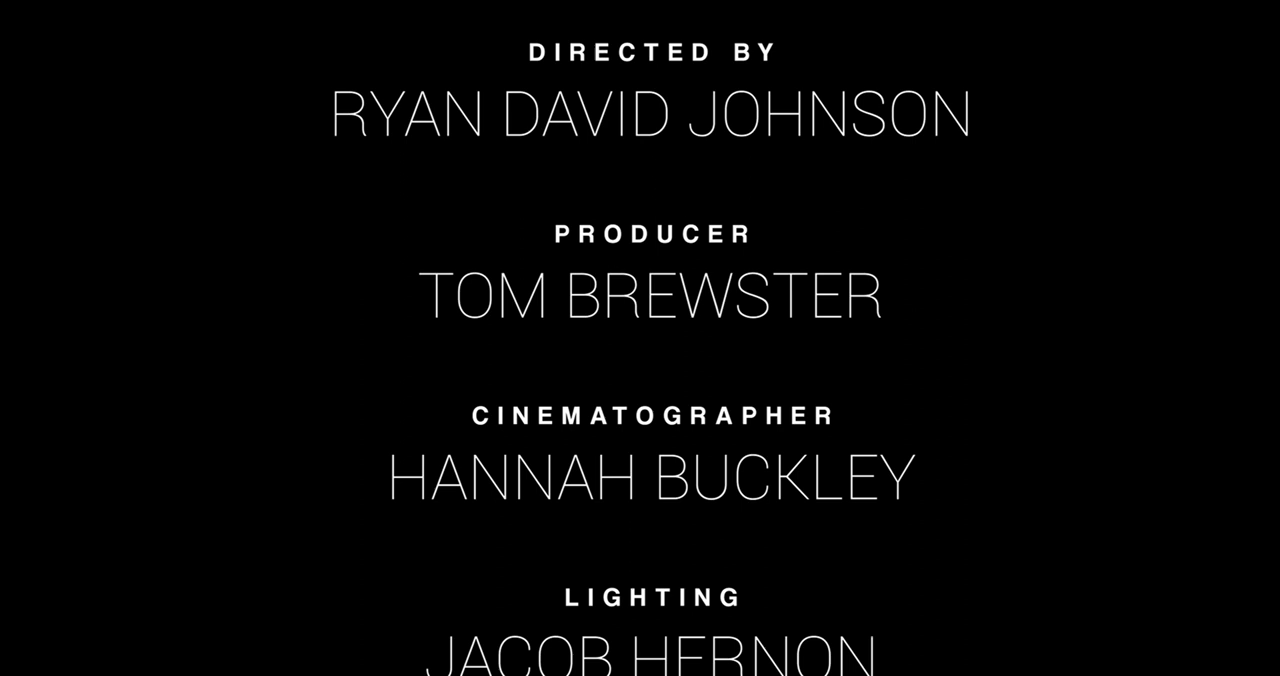 DIRECTED BY
RYAN DAVID JOHNSON
PRODUCER
TOM BREWSTER
CINEMATOGRAPHER
HANNAH BUCKLEY
LIGHTING
JACOB HERNON